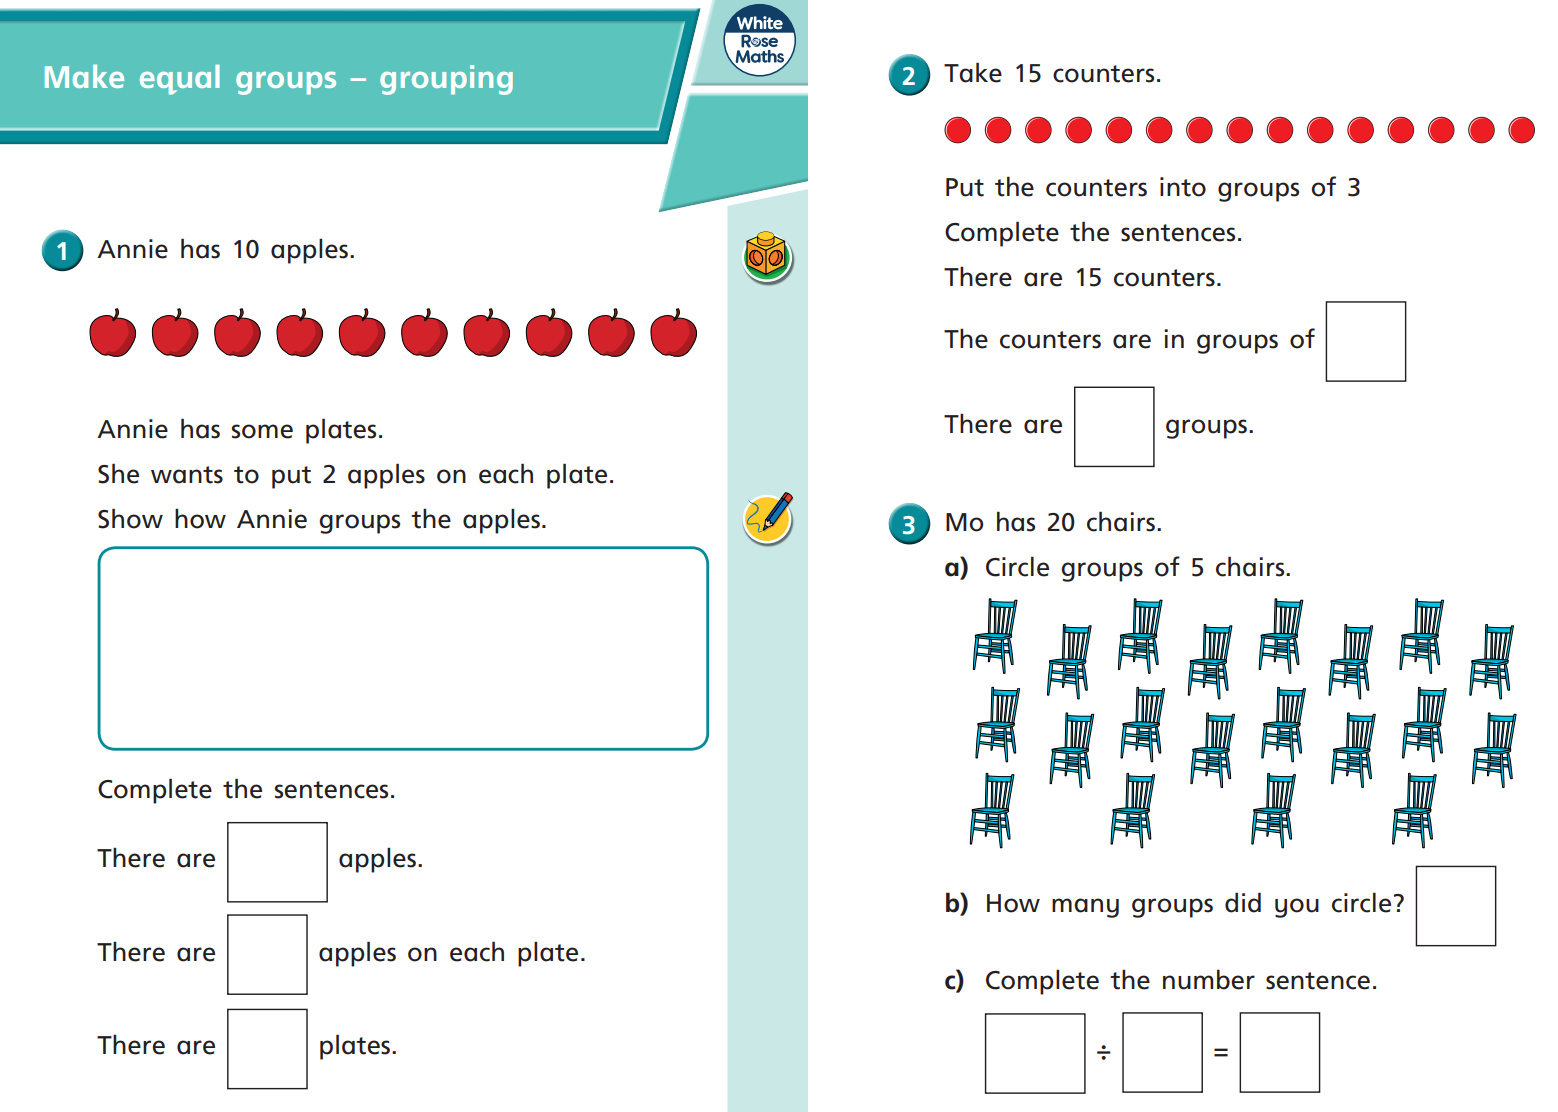 Make equal groups – grouping
White
Rose
Maths
1 Annie has 10 apples.
Annie has some plates.
She wants to put 2 apples on each plate.
Show how Annie groups the apples.
Complete the sentences.
There are apples.
There are apples on each plate.
There are plates.
2 Take 15 counters.
Put the counters into groups of 3
Complete the sentences.
There are 15 counters.
The counters are in groups of
There are groups.
3 Mo has 20 chairs.
a) Circle groups of 5 chairs.
b) How many groups did you circle?
c) Complete the number sentence.
÷ =